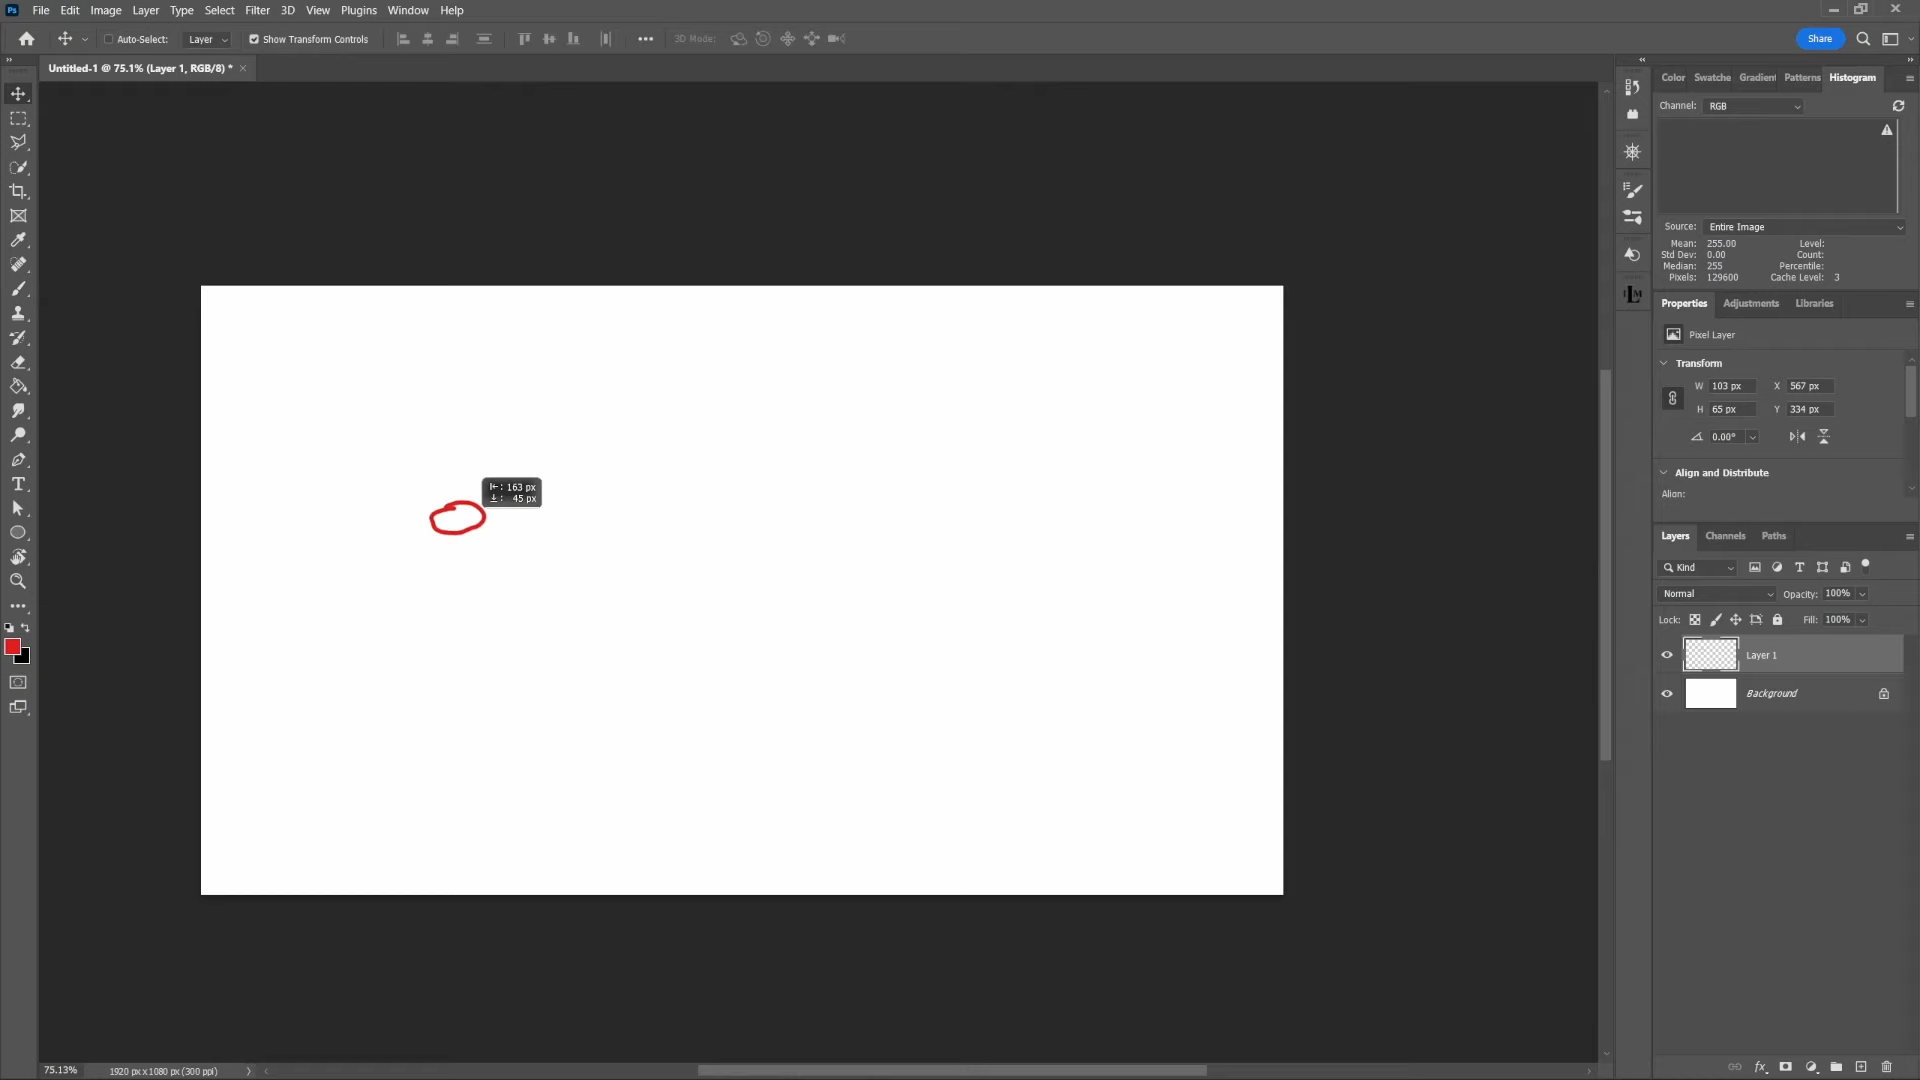 Ps File Edit Image Layer Type Select Filter 3D View Plugins Window Help
Auto-Select: Layer Show Transform Controls 3D Mode: Share
Untitled-1 @ 75.1% (Layer 1, RGB/8) *
Color Swatche Gradient Patterns Histogram
Channel: RGB
Source: Entire Image
Mean: 255.00 Level:
Std Dev: 0.00 Count:
Median: 255 Percentile:
Pixels: 129600 Cache Level: 3
Properties Adjustments Libraries
Pixel Layer
Transform
W 103 px X 567 px
H 65 px Y 334 px
0.00°
Align and Distribute
Align:
: 163 px
: 45 px
Layers Channels Paths
Kind
Normal Opacity: 100%
Lock: Fill: 100%
Layer 1
Background
75.13% 1920 px x 1080 px (300 ppi)
fx